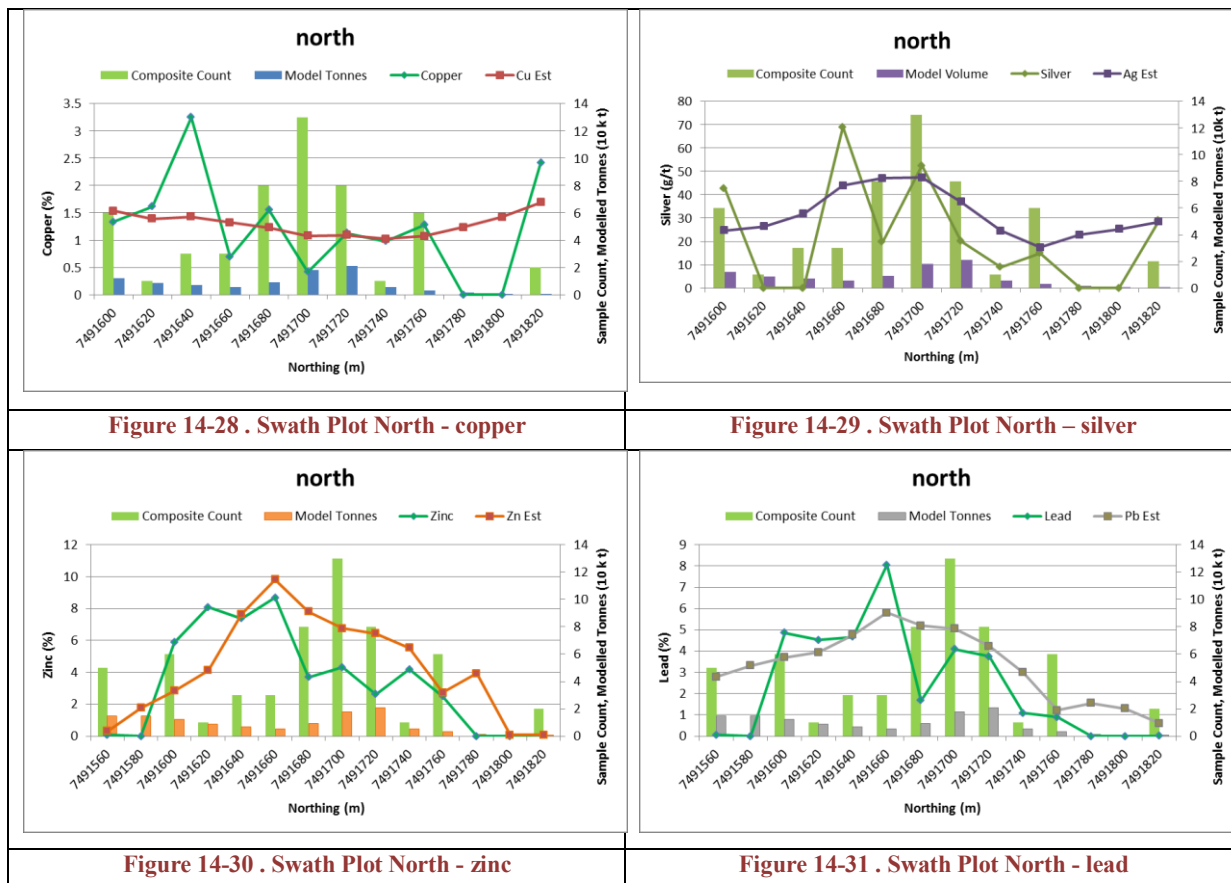 north
Composite Count Model Tonnes Copper Cu Est
3.5
3
2.5
2
1.5
1
0.5
0
Copper (%)
14
12
10
8
6
4
2
0
Sample Count, Modelled Tonnes (10 k t)
7491600 7491620 7491640 7491660 7491680 7491700 7491720 7491740 7491760 7491780 7491800 7491820
Northing (m)
Figure 14-28 . Swath Plot North - copper
north
Composite Count Model Volume Silver Ag Est
80
70
60
50
40
30
20
10
0
Silver (g/t)
14
12
10
8
6
4
2
0
Sample Count, Modelled Tonnes (10k t)
7491600 7491620 7491640 7491660 7491680 7491700 7491720 7491740 7491760 7491780 7491800 7491820
Northing (m)
Figure 14-29 . Swath Plot North – silver
north
Composite Count Model Tonnes Zinc Zn Est
12
10
8
6
4
2
0
Zinc (%)
14
12
10
8
6
4
2
0
Sample Count, Modelled Tonnes (10 k t)
7491560 7491580 7491600 7491620 7491640 7491660 7491680 7491700 7491720 7491740 7491760 7491780 7491800 7491820
Northing (m)
Figure 14-30 . Swath Plot North - zinc
north
Composite Count Model Tonnes Lead Pb Est
9
8
7
6
5
4
3
2
1
0
Lead (%)
14
12
10
8
6
4
2
0
Sample Count, Modelled Tonnes (10 k t)
7491560 7491580 7491600 7491620 7491640 7491660 7491680 7491700 7491720 7491740 7491760 7491780 7491800 7491820
Northing (m)
Figure 14-31 . Swath Plot North - lead